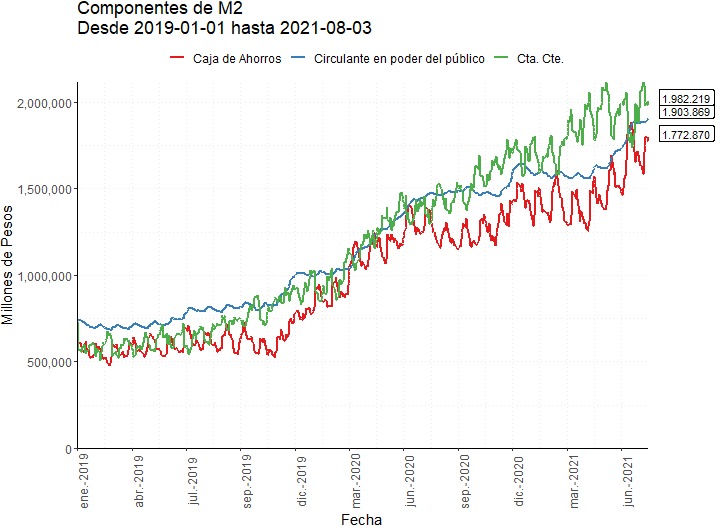 Componentes de M2
Desde 2019-01-01 hasta 2021-08-03
Caja de Ahorros Circulante en poder del público Cta. Cte.
Millones de Pesos
2,000,000
1,500,000
1,000,000
500,000
0
1.982.219
1.903.869
1.772.870
ene.-2019
abr.-2019
jul.-2019
sep.-2019
dic.-2019
mar.-2020
jun.-2020
sep.-2020
dic.-2020
mar.-2021
jun.-2021
Fecha